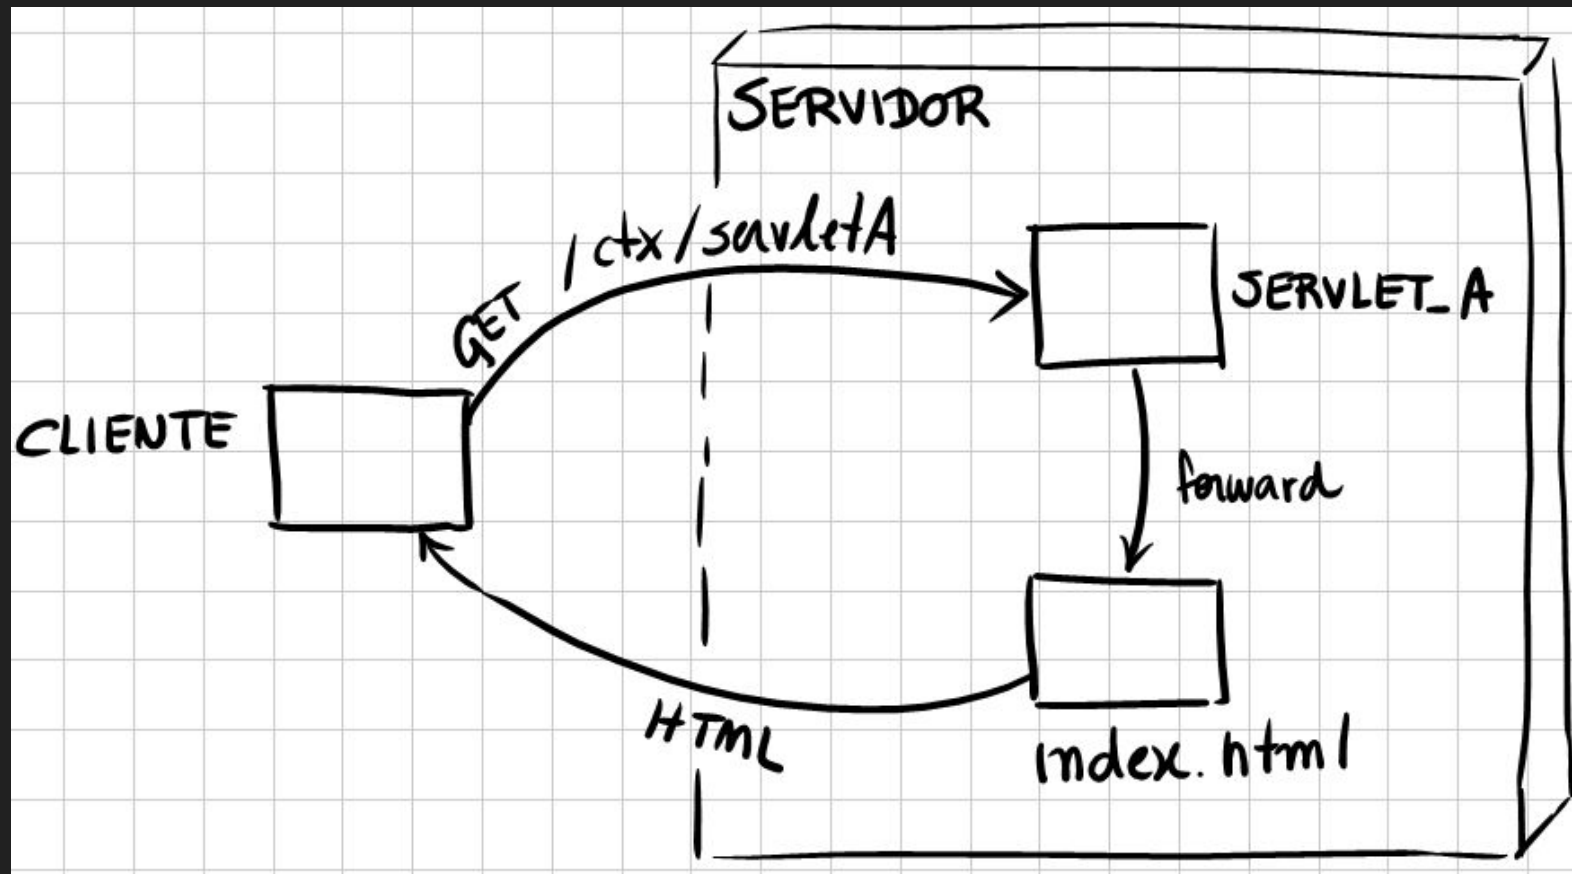 SERVIDOR
GET /ctx/servletA
SERVLET_A
CLIENTE
forward
HTML
index.html